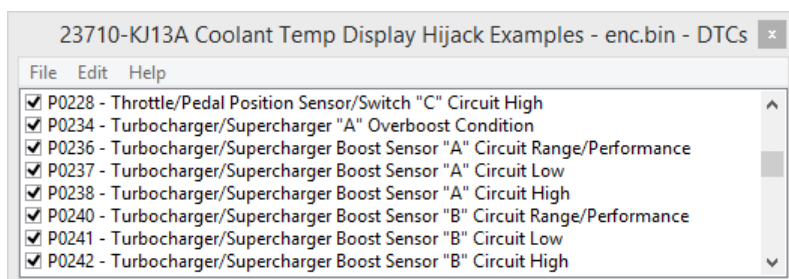 23710-KJ13A Coolant Temp Display Hijack Examples - enc.bin - DTCs
File Edit Help
P0228 - Throttle/Pedal Position Sensor/Switch "C" Circuit High
P0234 - Turbocharger/Supercharger "A" Overboost Condition
P0236 - Turbocharger/Supercharger Boost Sensor "A" Circuit Range/Performance
P0237 - Turbocharger/Supercharger Boost Sensor "A" Circuit Low
P0238 - Turbocharger/Supercharger Boost Sensor "A" Circuit High
P0240 - Turbocharger/Supercharger Boost Sensor "B" Circuit Range/Performance
P0241 - Turbocharger/Supercharger Boost Sensor "B" Circuit Low
P0242 - Turbocharger/Supercharger Boost Sensor "B" Circuit High